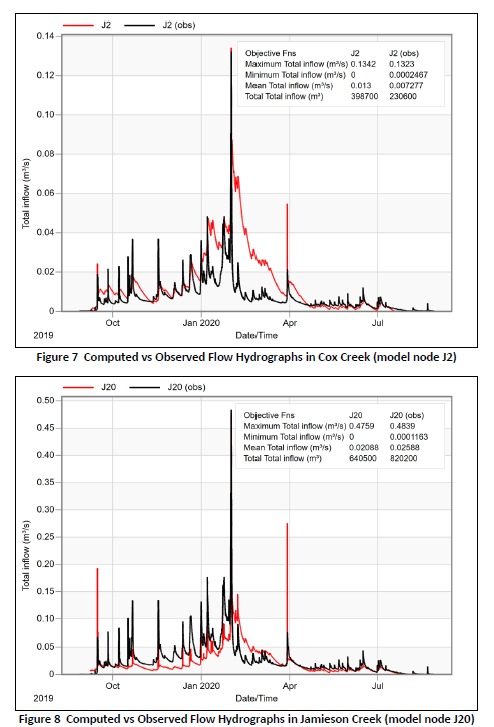 J2 J2 (obs)
0.14
0.12
0.10
0.08
0.06
0.04
0.02
0
Total inflow (m³/s)
Objective Fns J2 J2 (obs)
Maximum Total inflow (m³/s) 0.1342 0.1323
Minimum Total inflow (m³/s) 0 0.0002467
Mean Total inflow (m³/s) 0.013 0.007277
Total Total inflow (m³) 398700 230600
Oct Jan 2020 Apr Jul
2019 Date/Time
Figure 7 Computed vs Observed Flow Hydrographs in Cox Creek (model node J2)
J20 J20 (obs)
0.50
0.45
0.40
0.35
0.30
0.25
0.20
0.15
0.10
0.05
0
Total inflow (m³/s)
Objective Fns J20 J20 (obs)
Maximum Total inflow (m³/s) 0.4759 0.4839
Minimum Total inflow (m³/s) 0 0.0001163
Mean Total inflow (m³/s) 0.02088 0.02588
Total Total inflow (m³) 640500 820200
Oct Jan 2020 Apr Jul
2019 Date/Time
Figure 8 Computed vs Observed Flow Hydrographs in Jamieson Creek (model node J20)